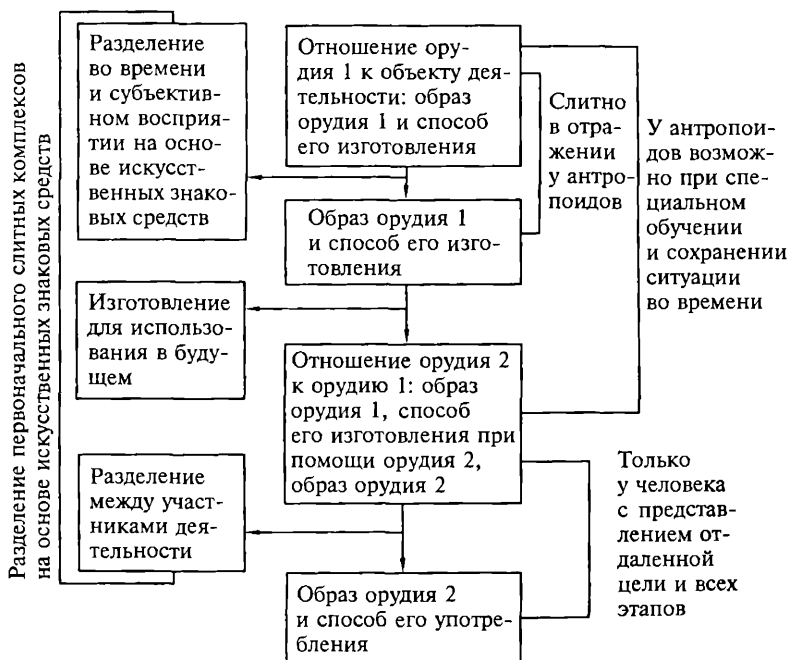 Разделение первоначального слитных комплексов
на основе искусственных знаковых средств
Разделение
во времени
и субъектив-
ном восприя-
тии на осно-
ве искусст-
венных знако-
вых средств
Отношение ору-
дия 1 к объекту дея-
тельности: образ
орудия 1 и способ
его изготовления
Слитно
в отра-
жении
у антро-
поидов
У антропои-
дов возмож-
но при спе-
циальном
обучении
и сохранении
ситуации
во времени
Образ орудия 1
и способ его изго-
товления
Изготовление
для использо-
вания в буду-
щем
Отношение орудия 2
к орудию 1: образ
орудия 1, способ
его изготовления при
помощи орудия 2,
образ орудия 2
Разделение
между участ-
никами дея-
тельности
Только
у человека
с представ-
лением от-
даленной
цели и всех
этапов
Образ орудия 2
и способ его употре-
бления